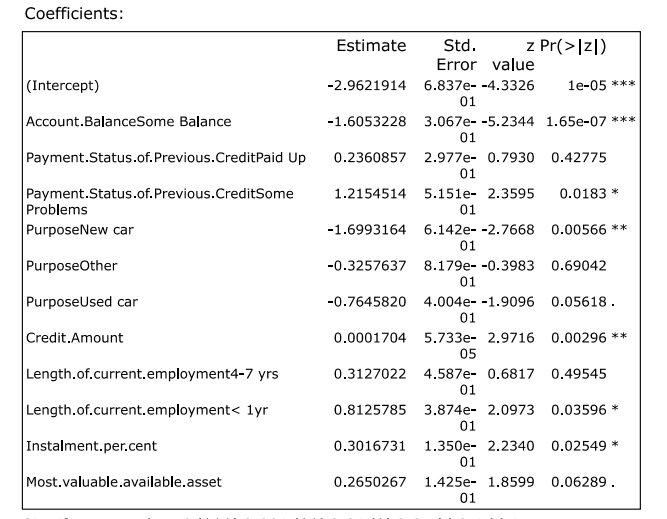 Coefficients:
Estimate Std. Error z value Pr(>|z|)
(Intercept) -2.9621914 6.837e-01 -4.3326 1e-05 ***
Account.BalanceSome Balance -1.6053228 3.067e-01 -5.2344 1.65e-07 ***
Payment.Status.of.Previous.CreditPaid Up 0.2360857 2.977e-01 0.7930 0.42775
Payment.Status.of.Previous.CreditSome Problems 1.2154514 5.151e-01 2.3595 0.0183 *
PurposeNew car -1.6993164 6.142e-01 -2.7668 0.00566 **
PurposeOther -0.3257637 8.179e-01 -0.3983 0.69042
PurposeUsed car -0.7645820 4.004e-01 -1.9096 0.05618 .
Credit.Amount 0.0001704 5.733e-05 2.9716 0.00296 **
Length.of.current.employment4-7 yrs 0.3127022 4.587e-01 0.6817 0.49545
Length.of.current.employment< 1yr 0.8125785 3.874e-01 2.0973 0.03596 *
Instalment.per.cent 0.3016731 1.350e-01 2.2340 0.02549 *
Most.valuable.available.asset 0.2650267 1.425e-01 1.8599 0.06289 .